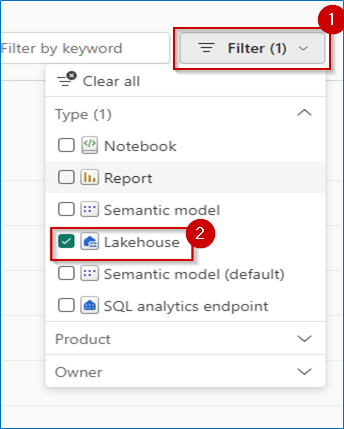 1
Filter by keyword
Filter (1)
Clear all
Type (1)
Notebook
Report
Semantic model
Lakehouse
2
Semantic model (default)
SQL analytics endpoint
Product
Owner